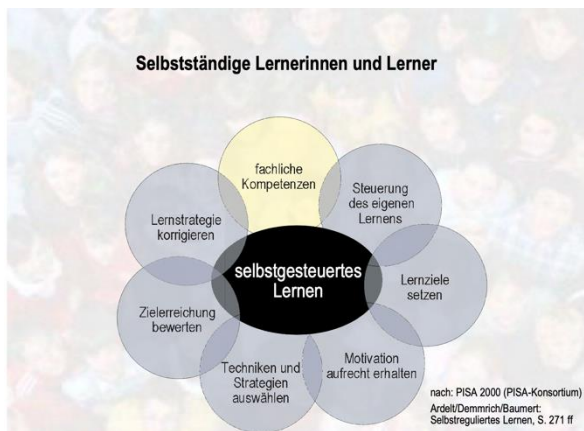 Selbstständige Lernerinnen und Lerner
fachliche
Kompetenzen
Steuerung
des eigenen
Lernens
Lernziele
setzen
Motivation
aufrecht erhalten
Techniken und
Strategien
auswählen
Zielerreichung
bewerten
Lernstrategie
korrigieren
selbstgesteuertes
Lernen
nach: PISA 2000 (PISA-Konsortium)
Ardelt/Demmrich/Baumert:
Selbstreguliertes Lernen, S. 271 ff